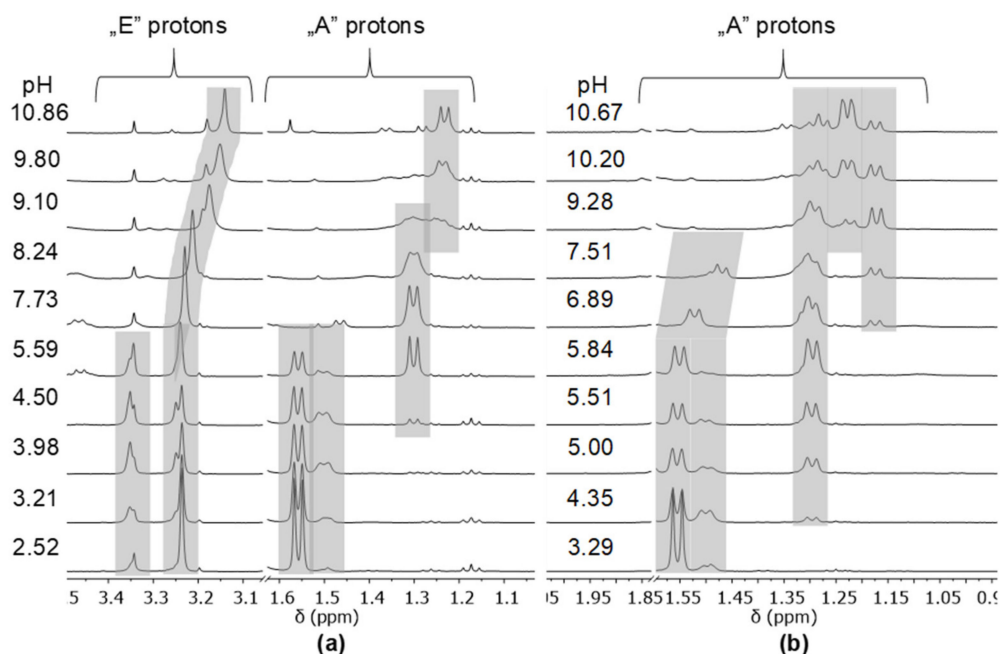 „E” protons „A” protons „A” protons
pH pH
10.86 10.67
9.80 10.20
9.10 9.28
8.24 7.51
7.73 6.89
5.59 5.84
4.50 5.51
3.98 5.00
3.21 4.35
2.52 3.29
.5 3.4 3.3 3.2 3.1 1.6 1.5 1.4 1.3 1.2 1.1 05 1.95 1.85 1.55 1.45 1.35 1.25 1.15 1.05 0.9
δ (ppm) δ (ppm)
(a) (b)